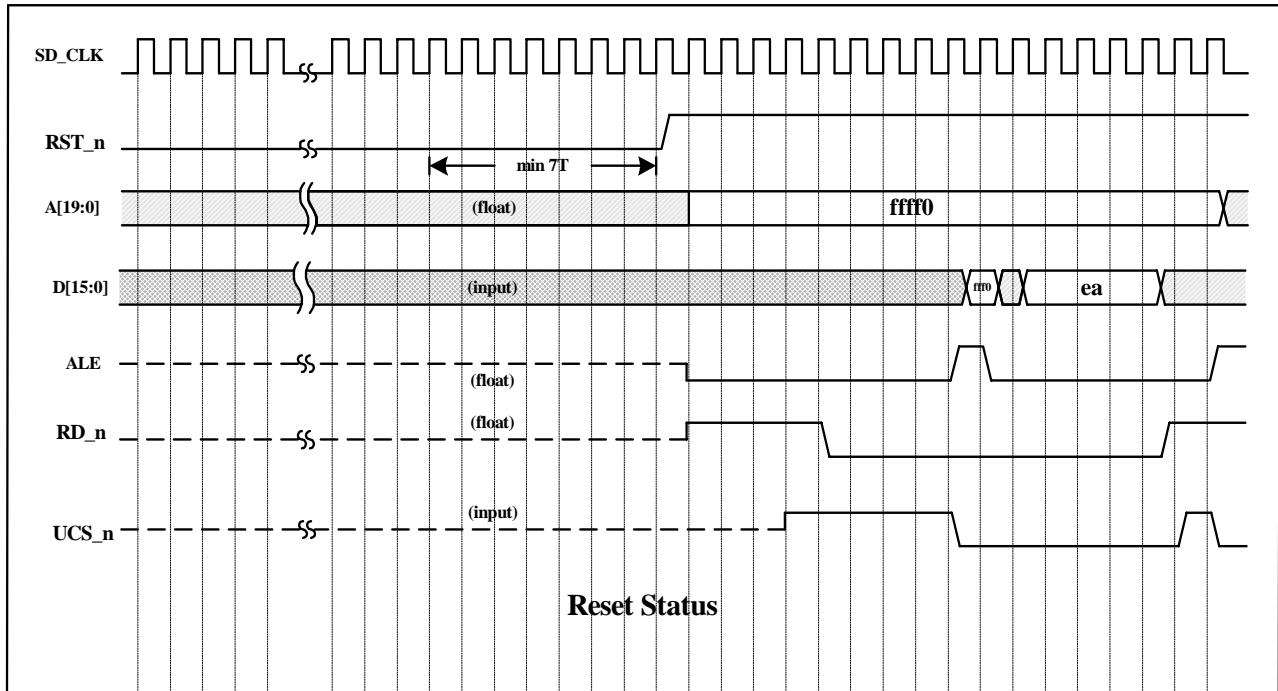 SD_CLK
RST_n
min 7T
A[19:0]
(float)
ffff0
D[15:0]
(input)
fff0
ea
ALE
(float)
RD_n
(float)
UCS_n
(input)
Reset Status